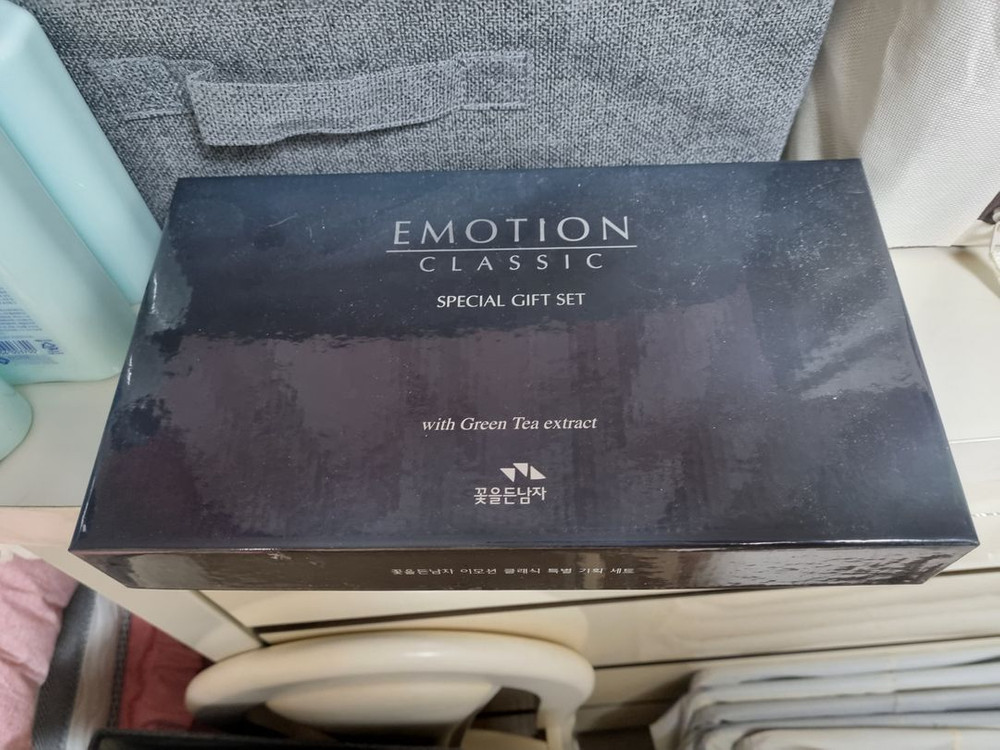 EMOTION
CLASSIC
SPECIAL GIFT SET
with Green Tea extract
꽃을든남자
꽃을든남자 이모션 클래식 특별 기획 세트